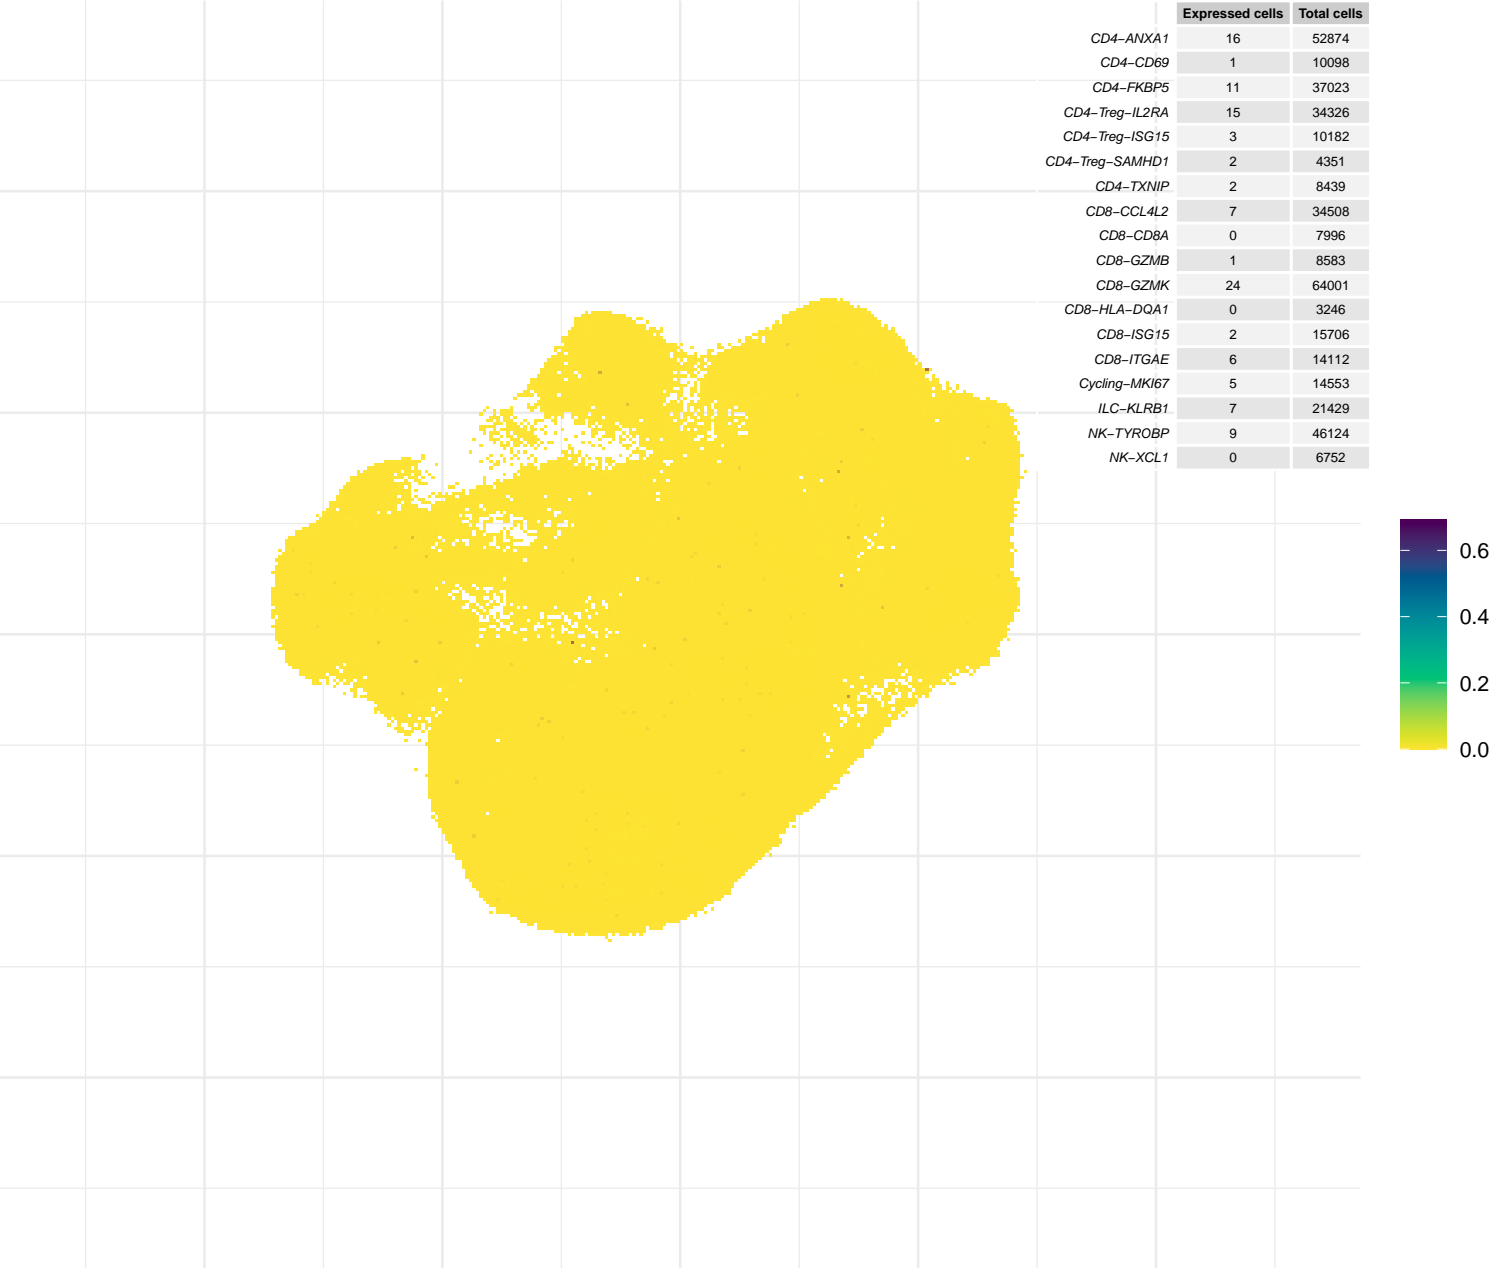 Expressed cells Total cells
CD4−ANXA1 16 52874
CD4−CD69 1 10098
CD4−FKBP5 11 37023
CD4−Treg−IL2RA 15 34326
CD4−Treg−ISG15 3 10182
CD4−Treg−SAMHD1 2 4351
CD4−TXNIP 2 8439
CD8−CCL4L2 7 34508
CD8−CD8A 0 7996
CD8−GZMB 1 8583
CD8−GZMK 24 64001
CD8−HLA−DQA1 0 3246
CD8−ISG15 2 15706
CD8−ITGAE 6 14112
Cycling−MKI67 5 14553
ILC−KLRB1 7 21429
NK−TYROBP 9 46124
NK−XCL1 0 6752
0.6
0.4
0.2
0.0